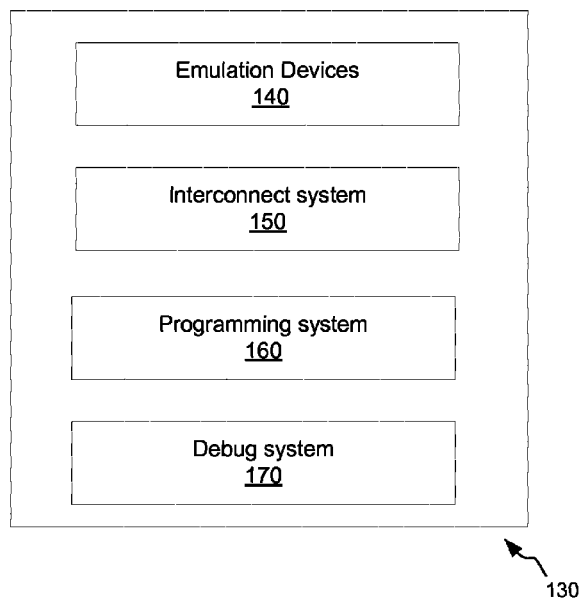 Emulation Devices
140
Interconnect system
150
Programming system
160
Debug system
170
130